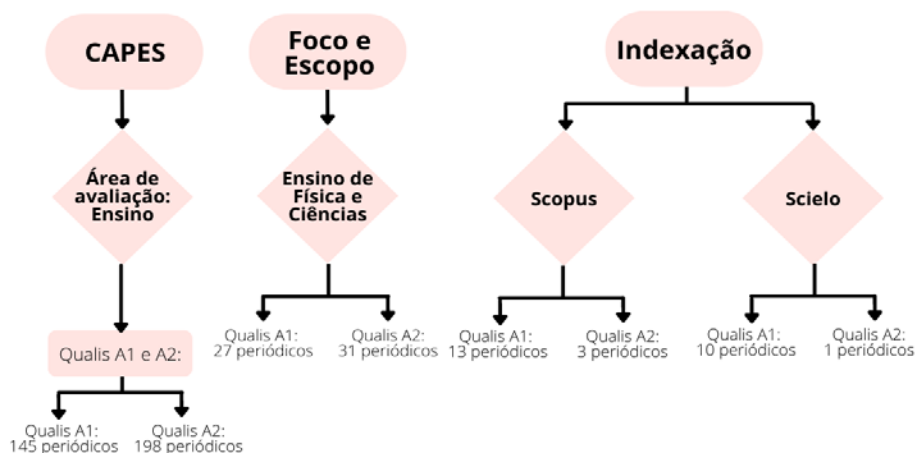 CAPES
Foco e
Escopo
Indexação
Área de
avaliação:
Ensino
Ensino de
Física e
Ciências
Scopus
Scielo
Qualis A1 e A2:
Qualis A1:
145 periódicos
Qualis A2:
198 periódicos
Qualis A1:
27 periódicos
Qualis A2:
31 periódicos
Qualis A1:
13 periódicos
Qualis A2:
3 periódicos
Qualis A1:
10 periódicos
Qualis A2:
1 periódicos